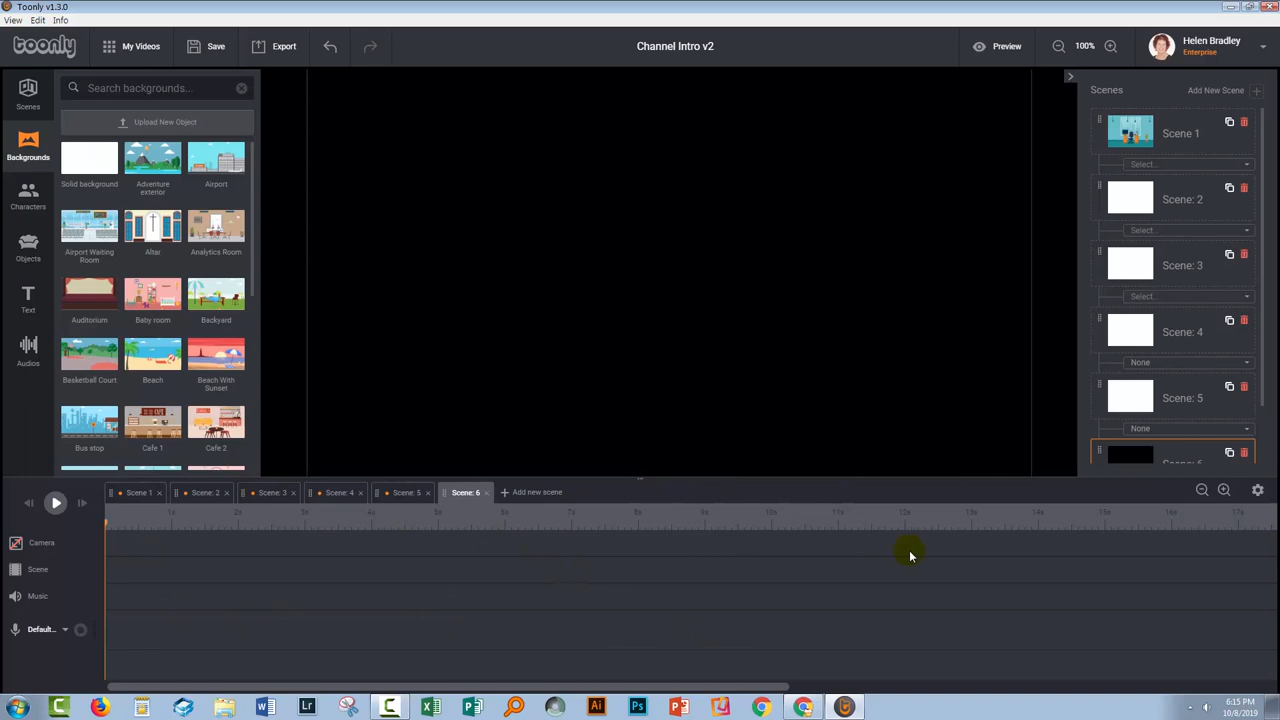 Toonly v1.3.0
View Edit Info
toonly My Videos Save Export Channel Intro v2 Preview 100% Helen Bradley
Enterprise
Scenes
Backgrounds
Characters
Objects
Text
Audios
Search backgrounds...
Upload New Object
Solid background Adventure exterior Airport
Airport Waiting Room Altar Analytics Room
Auditorium Baby room Backyard
Basketball Court Beach Beach With Sunset
Bus stop Cafe 1 Cafe 2
Scenes Add New Scene
Scene 1
Select...
Scene: 2
Select...
Scene: 3
Select...
Scene: 4
None
Scene: 5
None
Scene: 6
Scene 1 Scene: 2 Scene: 3 Scene: 4 Scene: 5 Scene: 6 Add new scene
1s 2s 3s 4s 5s 6s 7s 8s 9s 10s 11s 12s 13s 14s 15s 16s 17s
Camera
Scene
Music
Default...
6:15 PM
10/8/2019